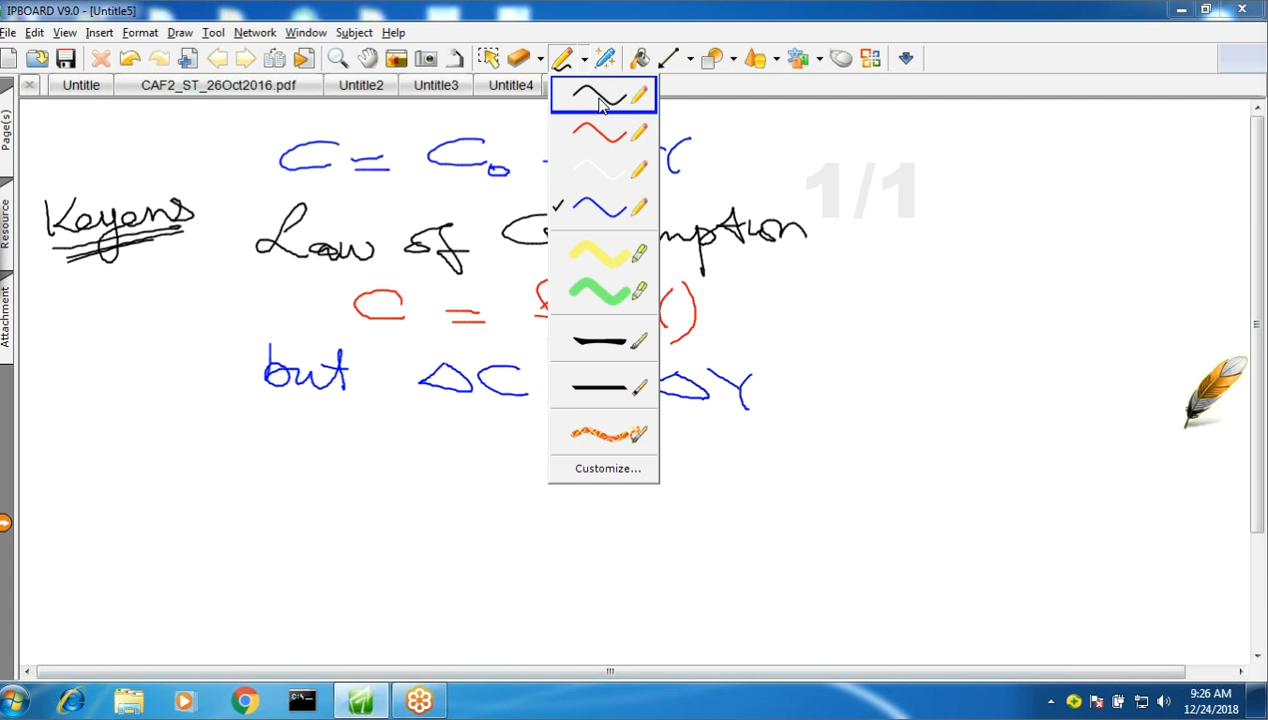 IPBOARD V9.0 - [Untitle5]
File Edit View Insert Format Draw Tool Network Window Subject Help
Untitle CAF2_ST_26Oct2016.pdf Untitle2 Untitle3 Untitle4
Page(s)
Resource
Attachment
1/1
C = C₀
Keyens Law of C mption
C =
but ΔC ΔY
Customize...
9:26 AM
12/24/2018